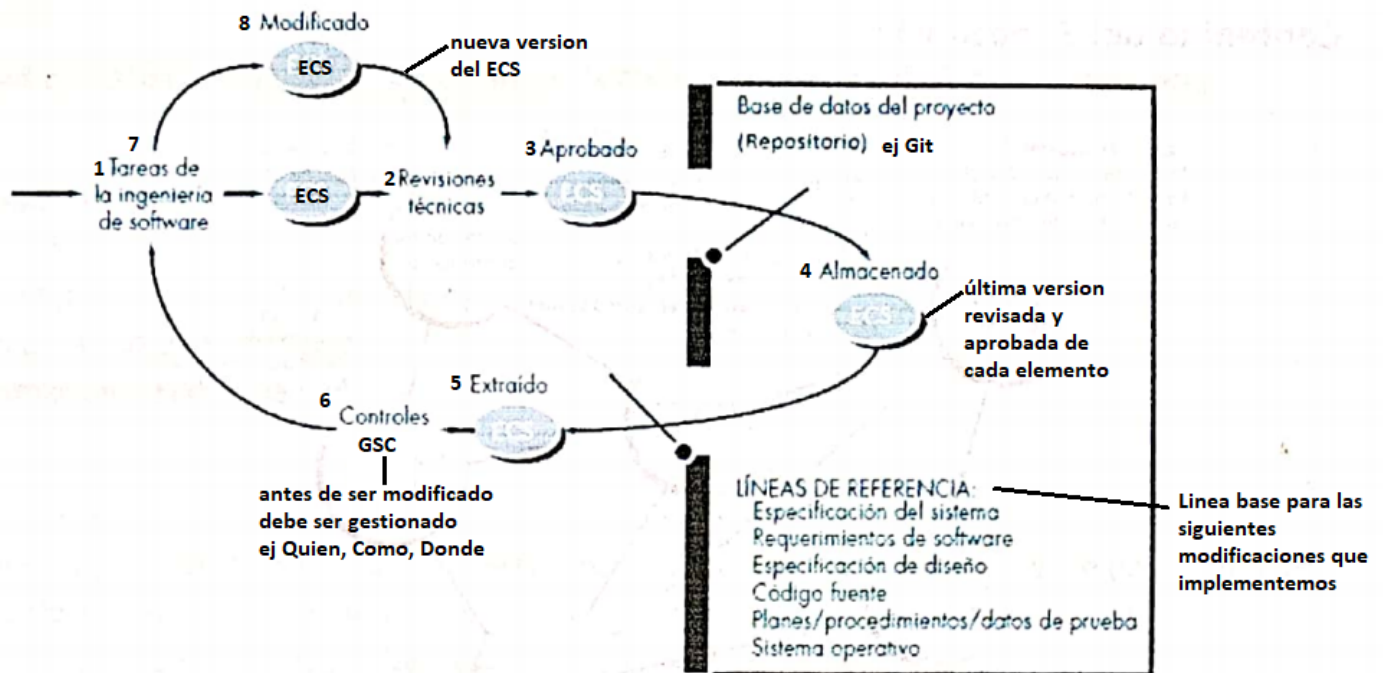 8 Modificado
ECS
nueva version
del ECS
7
1 Tareas de
la ingeniería
de software
ECS
2 Revisiones
técnicas
3 Aprobado
ECS
Base de datos del proyecto
(Repositorio) ej Git
4 Almacenado
ECS
última version
revisada y
aprobada de
cada elemento
5 Extraído
ECS
6
Controles
GSC
antes de ser modificado
debe ser gestionado
ej Quien, Como, Donde
LÍNEAS DE REFERENCIA:
Especificación del sistema
Requerimientos de software
Especificación de diseño
Código fuente
Planes/procedimientos/datos de prueba
Sistema operativo
Linea base para las
siguientes
modificaciones que
implementemos